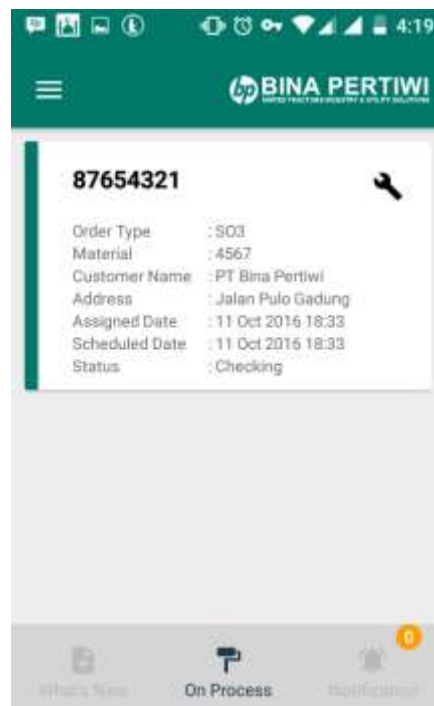 4:19
bp BINA PERTIWI
87654321
Order Type : SO3
Material : 4567
Customer Name : PT Bina Pertiwi
Address : Jalan Pulo Gadung
Assigned Date : 11 Oct 2016 18:33
Scheduled Date : 11 Oct 2016 18:33
Status : Checking
0
What's New On Process Notification